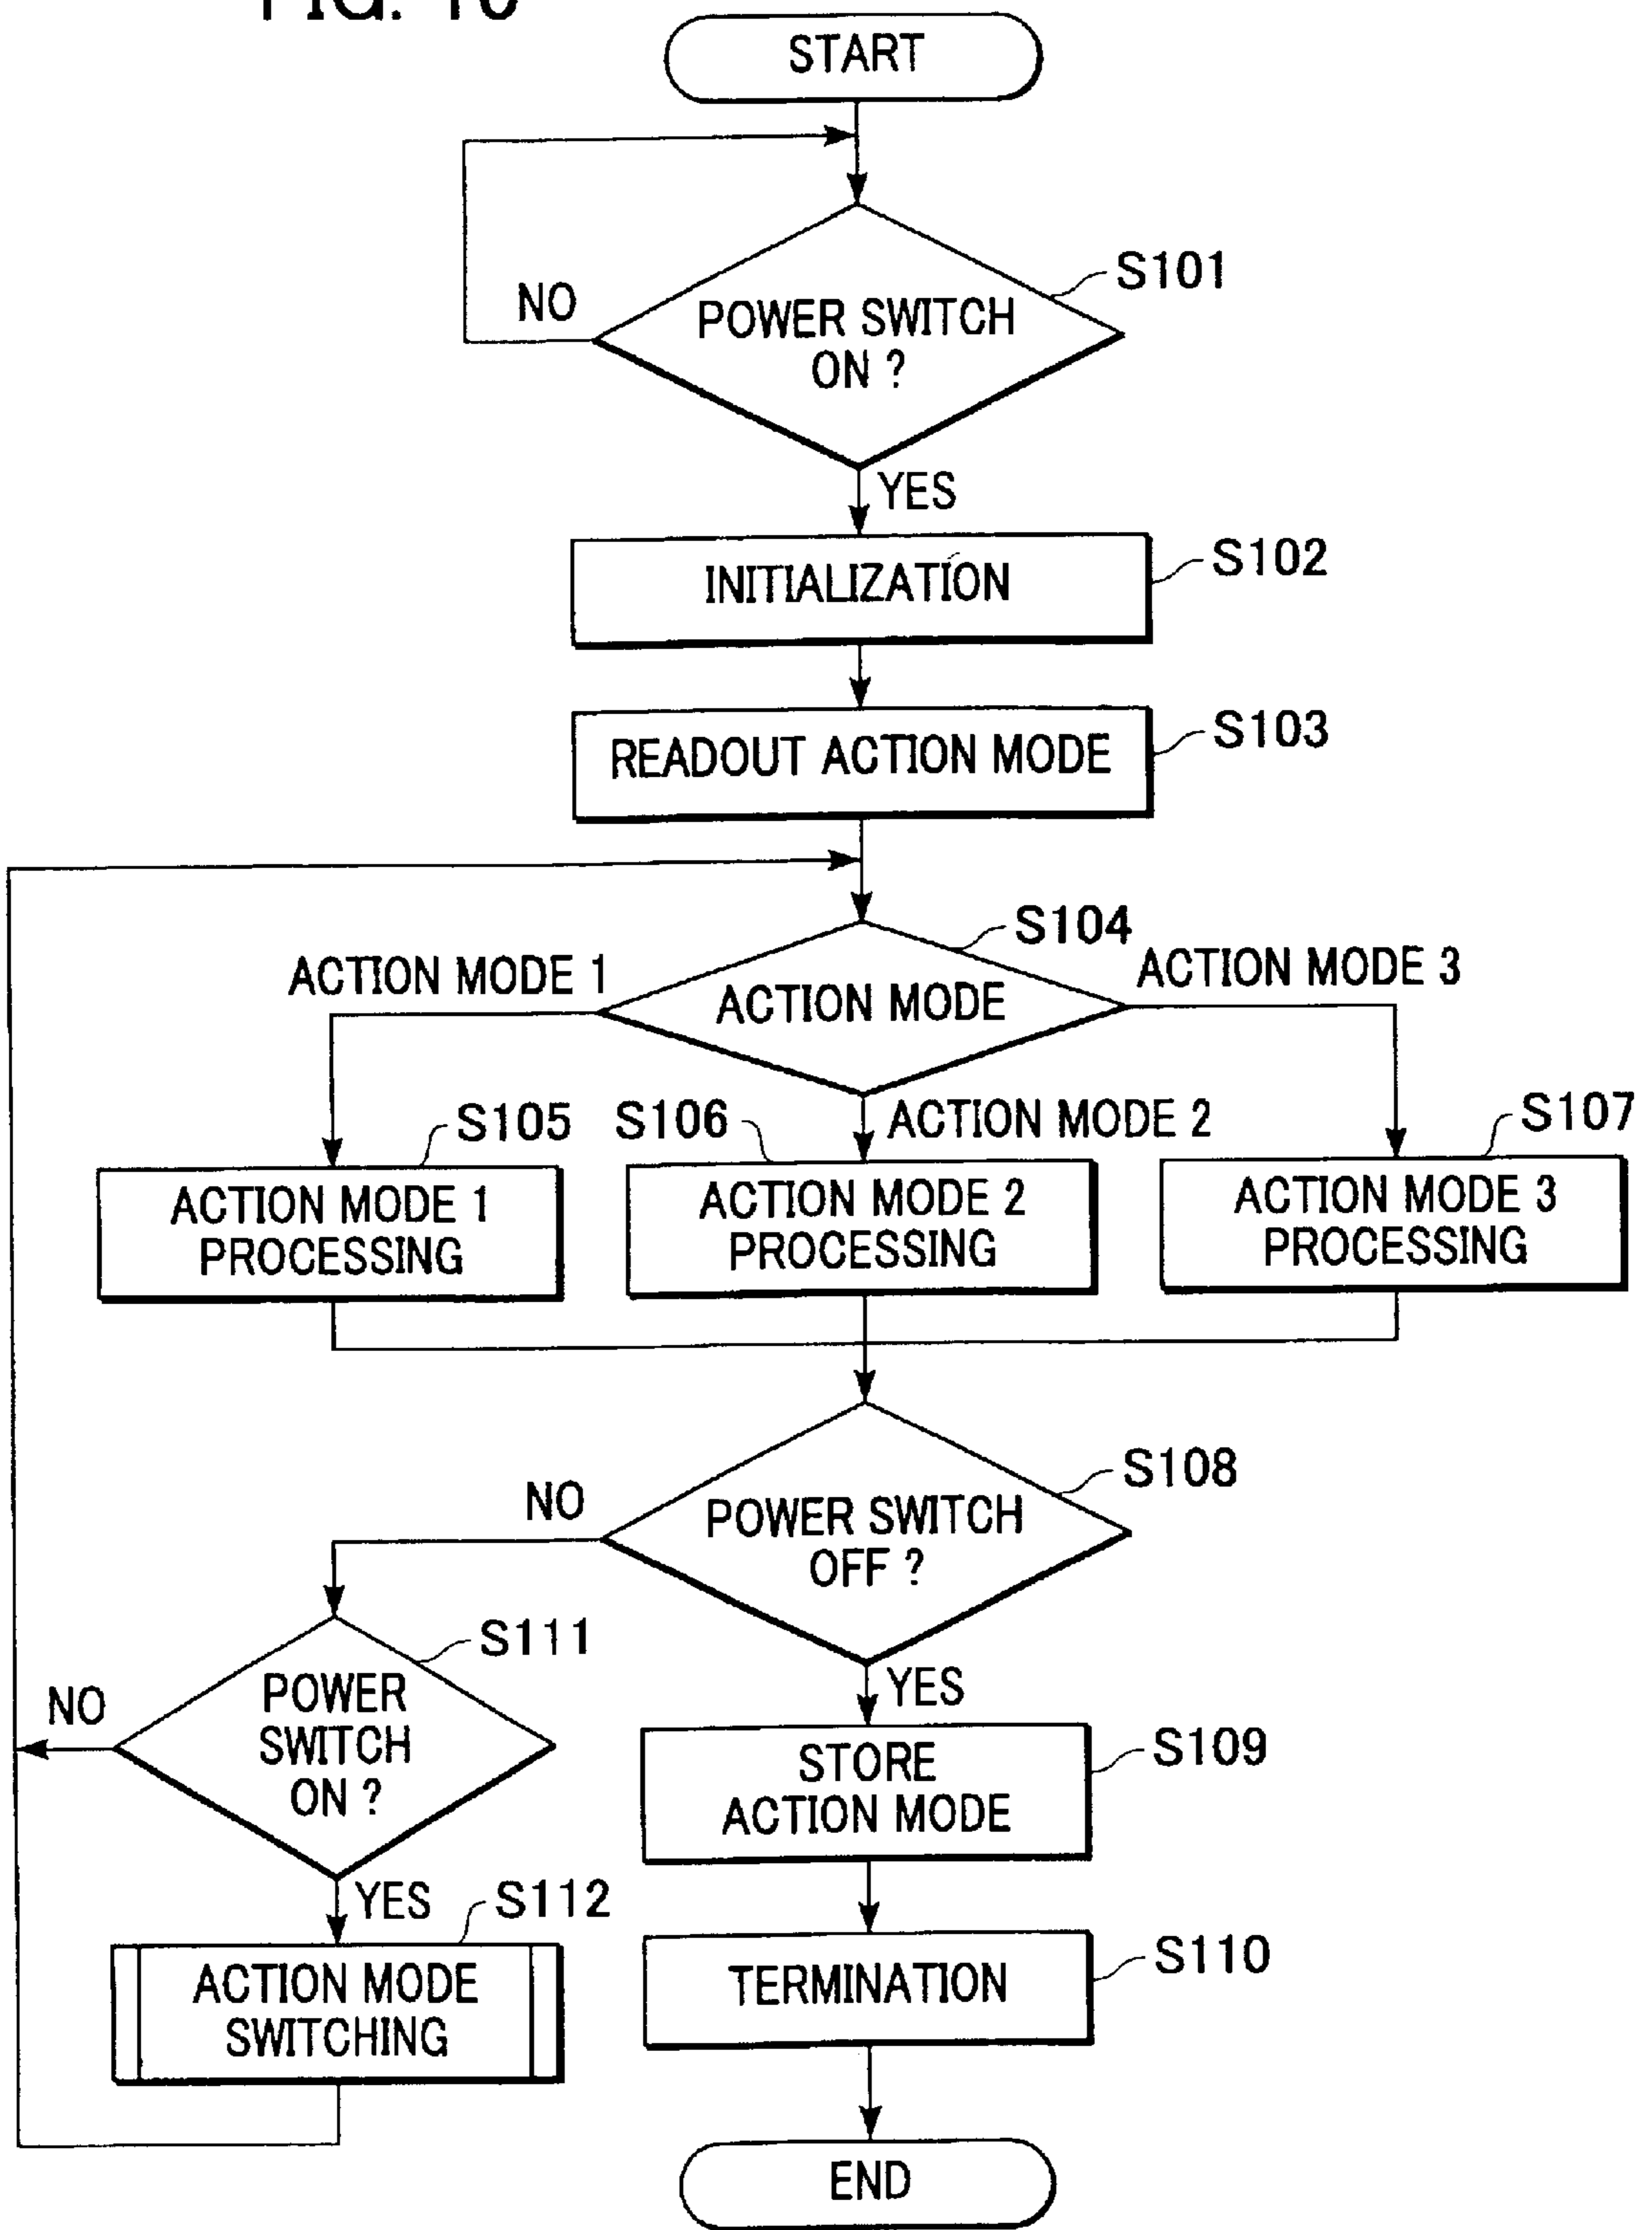 START
S101
NO
POWER SWITCH
ON ?
YES
INITIALIZATION
S102
READOUT ACTION MODE
S103
S104
ACTION MODE 1
ACTION MODE
ACTION MODE 3
S105
S106
ACTION MODE 2
S107
ACTION MODE 1
PROCESSING
ACTION MODE 2
PROCESSING
ACTION MODE 3
PROCESSING
S108
NO
POWER SWITCH
OFF ?
S111
YES
NO
POWER
SWITCH
ON ?
S109
STORE
ACTION MODE
YES
S112
S110
ACTION MODE
SWITCHING
TERMINATION
END